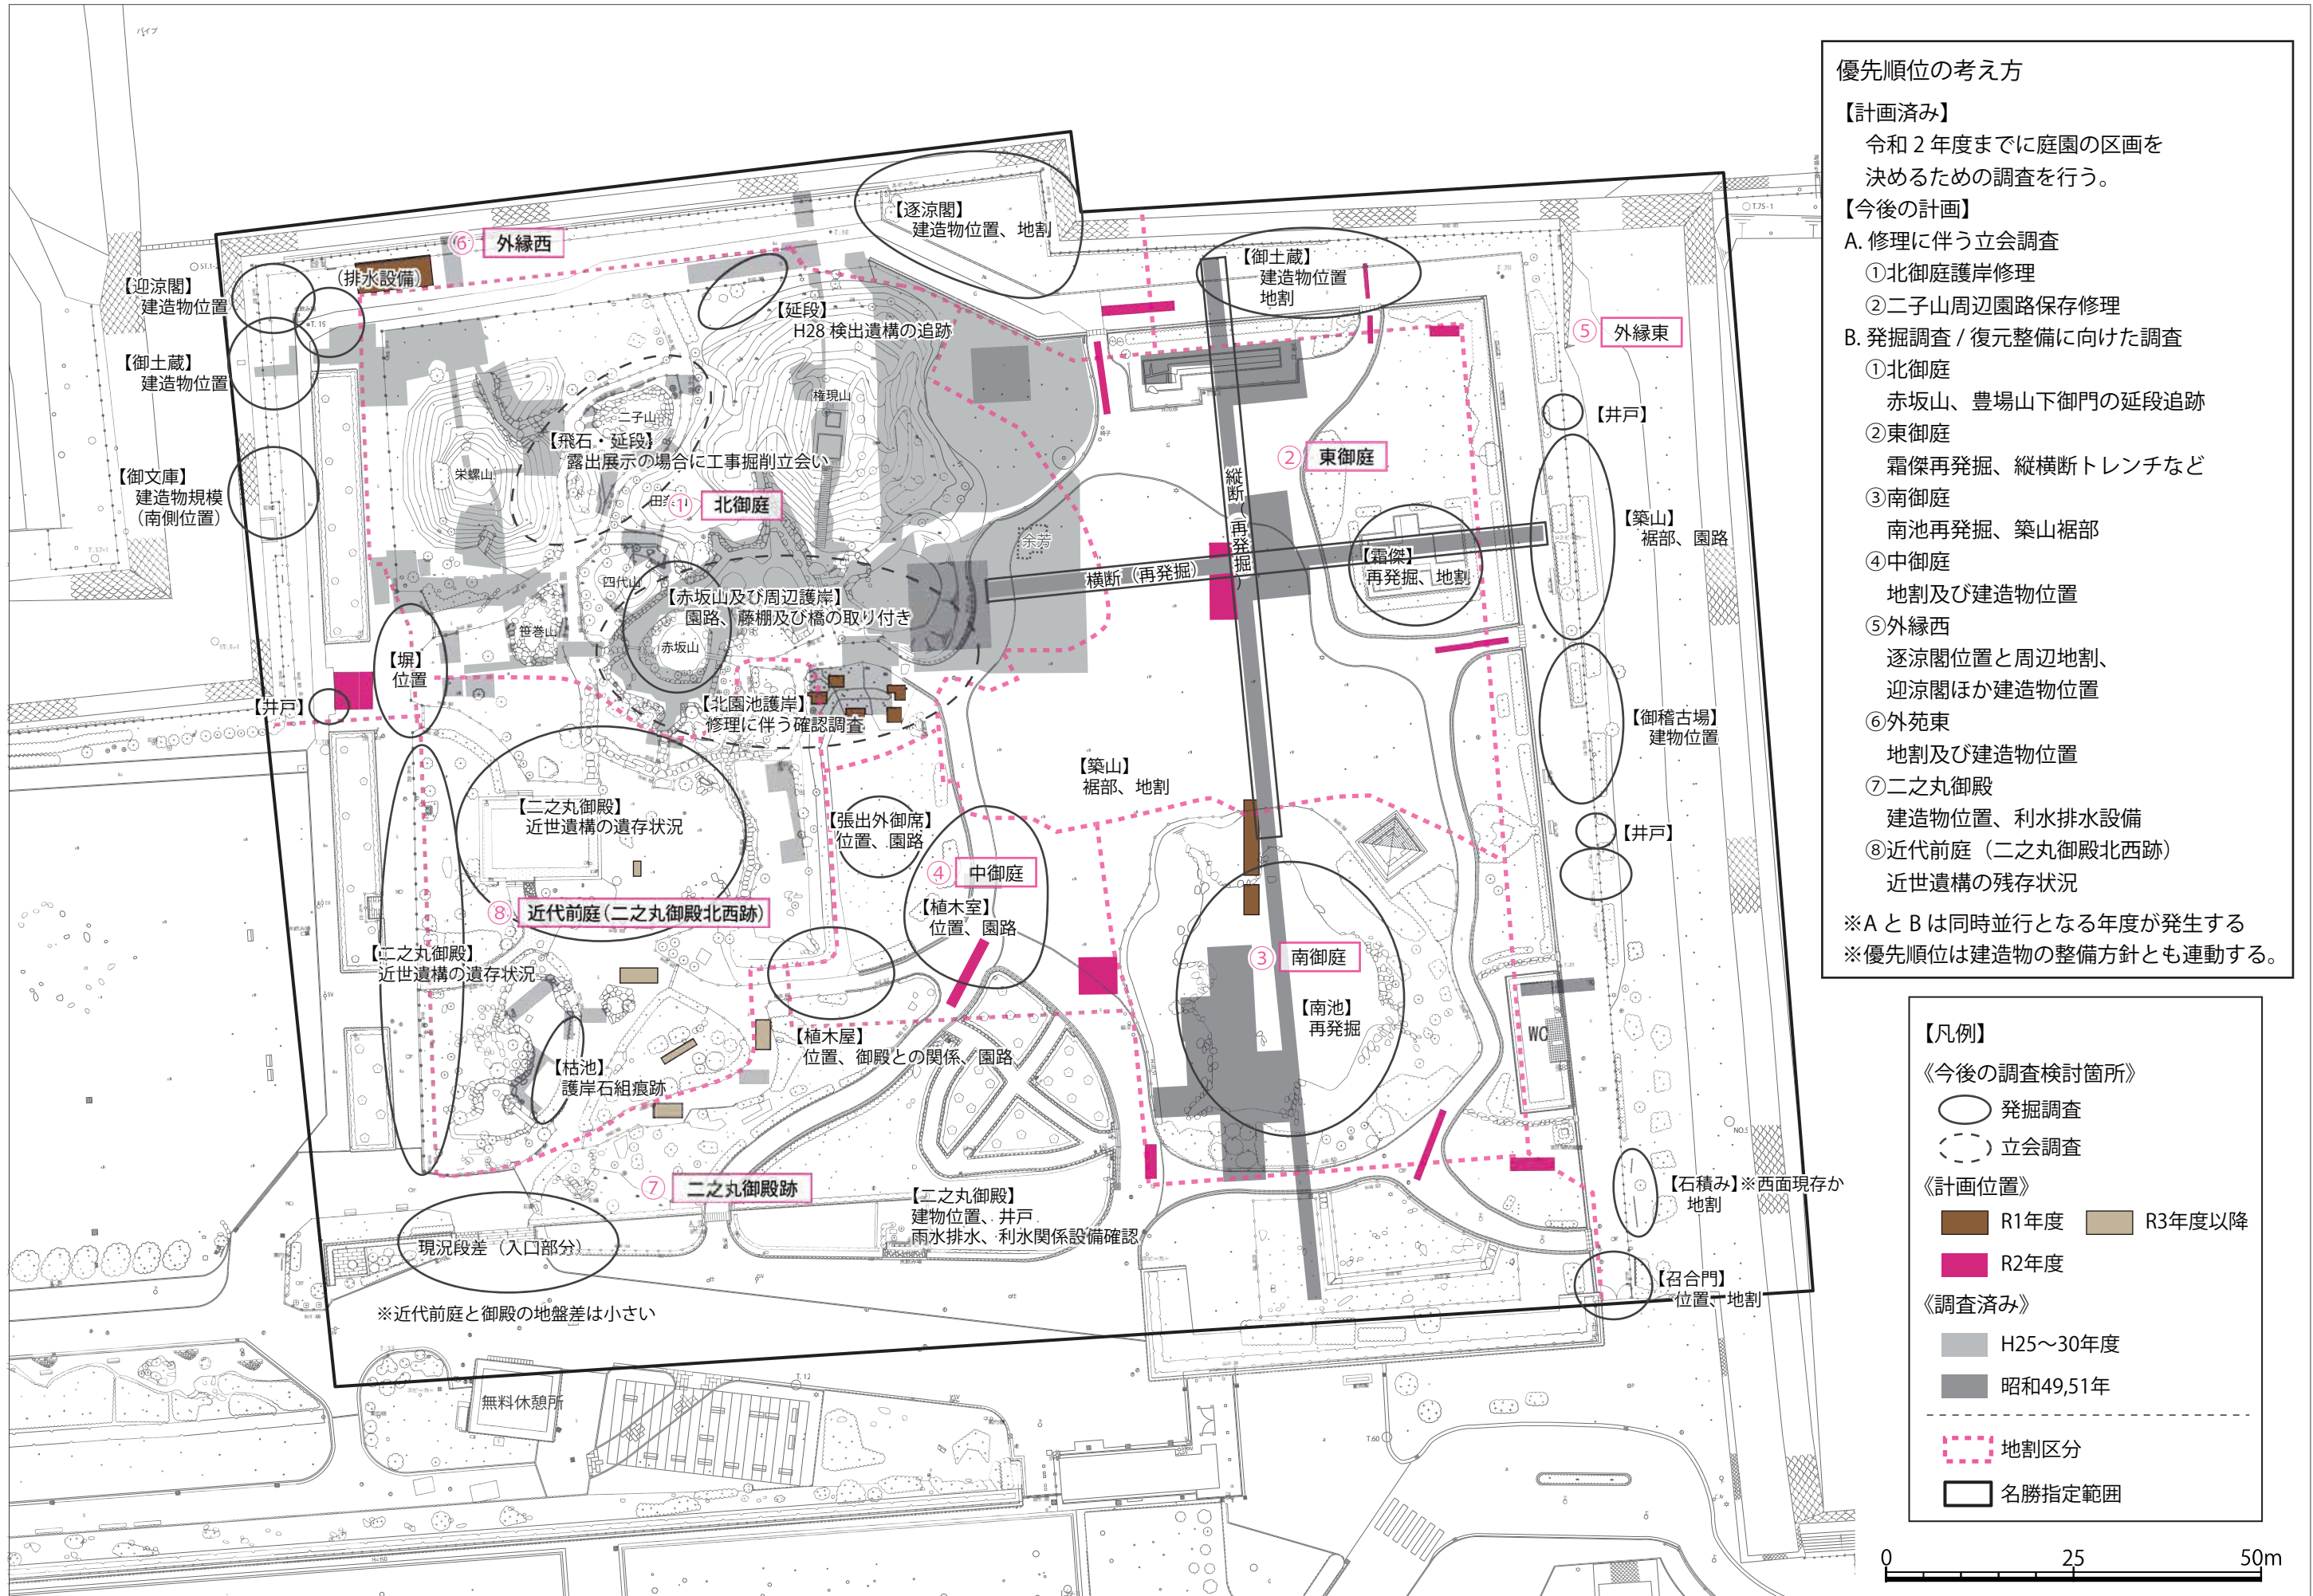 パイプ
優先順位の考え方
【計画済み】
令和２年度までに庭園の区画を
決めるための調査を行う。
【今後の計画】
A. 修理に伴う立会調査
①北御庭護岸修理
②二子山周辺園路保存修理
B. 発掘調査 / 復元整備に向けた調査
①北御庭
赤坂山、豊場山下御門の延段追跡
②東御庭
霜傑再発掘、縦横断トレンチなど
③南御庭
南池再発掘、築山裾部
④中御庭
地割及び建造物位置
⑤外縁西
逐涼閣位置と周辺地割、
迎涼閣ほか建造物位置
⑥外苑東
地割及び建造物位置
⑦二之丸御殿
建造物位置、利水排水設備
⑧近代前庭（二之丸御殿北西跡）
近世遺構の残存状況
※A と B は同時並行となる年度が発生する
※優先順位は建造物の整備方針とも連動する。
【凡例】
《今後の調査検討箇所》
発掘調査
立会調査
《計画位置》
R1年度
R3年度以降
R2年度
《調査済み》
H25～30年度
昭和49,51年
地割区分
名勝指定範囲
0
25
50m
⑥ 外縁西
（排水設備）
【迎涼閣】
建造物位置
【御土蔵】
建造物位置
【御文庫】
建造物規模
（南側位置）
【逐涼閣】
建造物位置、地割
【延段】
H28 検出遺構の追跡
【御土蔵】
建造物位置
地割
⑤ 外縁東
T.75-1
T. 15
権現山
二子山
栄螺山
【飛石・延段】
露出展示の場合に工事掘削立会い
① 北御庭
② 東御庭
【井戸】
【築山】
裾部、園路
縦断（再発掘）
横断（再発掘）
余芳
【霜傑】
再発掘、地割
四代山
笹巻山
【赤坂山及び周辺護岸】
園路、藤棚及び橋の取り付き
赤坂山
【塀】
位置
【井戸】
【北園池護岸】
修理に伴う確認調査
【御稽古場】
建物位置
【築山】
裾部、地割
【二之丸御殿】
近世遺構の遺存状況
【張出外御席】
位置、園路
【井戸】
④ 中御庭
【植木室】
位置、園路
⑧ 近代前庭（二之丸御殿北西跡）
【二之丸御殿】
近世遺構の遺存状況
③ 南御庭
【南池】
再発掘
WC
【植木屋】
位置、御殿との関係、園路
【枯池】
護岸石組痕跡
NO.5
⑦ 二之丸御殿跡
【二之丸御殿】
建物位置、井戸
雨水排水、利水関係設備確認
【石積み】※西面現存か
地割
現況段差（入口部分）
【召合門】
位置、地割
※近代前庭と御殿の地盤差は小さい
無料休憩所
T. 12
T.60